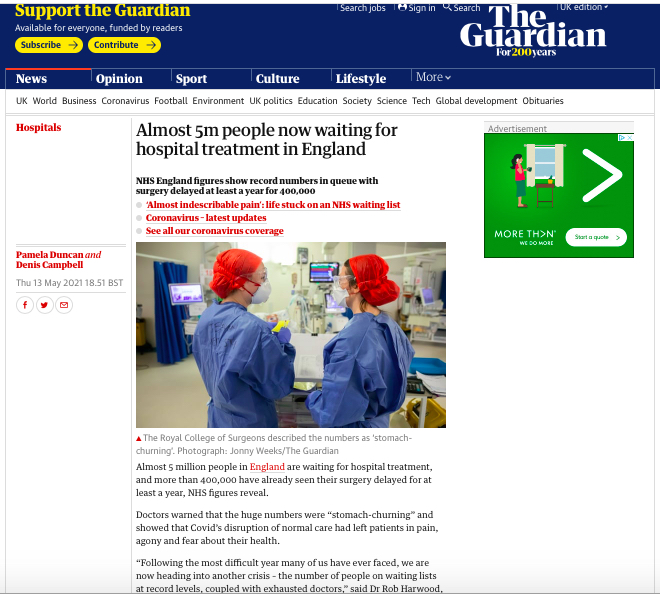 Support the Guardian
Available for everyone, funded by readers
Subscribe → Contribute →
Search jobs Sign in Search UK edition
The Guardian
For 200 years
News Opinion Sport Culture Lifestyle More
UK World Business Coronavirus Football Environment UK politics Education Society Science Tech Global development Obituaries
Hospitals
Almost 5m people now waiting for
hospital treatment in England
NHS England figures show record numbers in queue with
surgery delayed at least a year for 400,000
'Almost indescribable pain': life stuck on an NHS waiting list
Coronavirus – latest updates
See all our coronavirus coverage
Pamela Duncan and
Denis Campbell
Thu 13 May 2021 18.51 BST
The Royal College of Surgeons described the numbers as 'stomach-
churning'. Photograph: Jonny Weeks/The Guardian
Almost 5 million people in England are waiting for hospital treatment,
and more than 400,000 have already seen their surgery delayed for at
least a year, NHS figures reveal.
Doctors warned that the huge numbers were “stomach-churning” and
showed that Covid’s disruption of normal care had left patients in pain,
agony and fear about their health.
“Following the most difficult year many of us have ever faced, we are
now heading into another crisis – the number of people on waiting lists
at record levels, coupled with exhausted doctors,” said Dr Rob Harwood,
Advertisement
MORE TH>N
WE DO MORE
Start a quote >